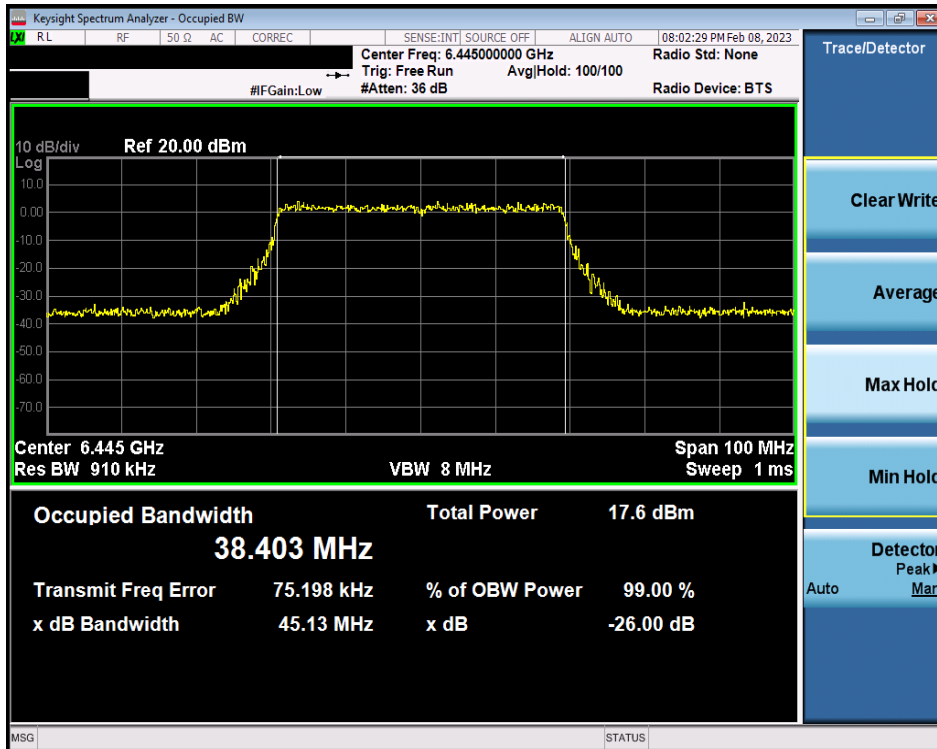 Keysight Spectrum Analyzer - Occupied BW
LXI RL RF 50 Ω AC CORREC SENSE:INT SOURCE OFF ALIGN AUTO 08:02:29 PM Feb 08, 2023
Center Freq: 6.445000000 GHz Radio Std: None
Trig: Free Run Avg|Hold: 100/100
#IFGain:Low #Atten: 36 dB Radio Device: BTS
10 dB/div Ref 20.00 dBm
Log
10.0
0.00
-10.0
-20.0
-30.0
-40.0
-50.0
-60.0
-70.0
Center 6.445 GHz Span 100 MHz
Res BW 910 kHz VBW 8 MHz Sweep 1 ms
Occupied Bandwidth Total Power 17.6 dBm
38.403 MHz
Transmit Freq Error 75.198 kHz % of OBW Power 99.00 %
x dB Bandwidth 45.13 MHz x dB -26.00 dB
Trace/Detector
Clear Write
Average
Max Hold
Min Hold
Detector
Peak
Auto Man
MSG STATUS